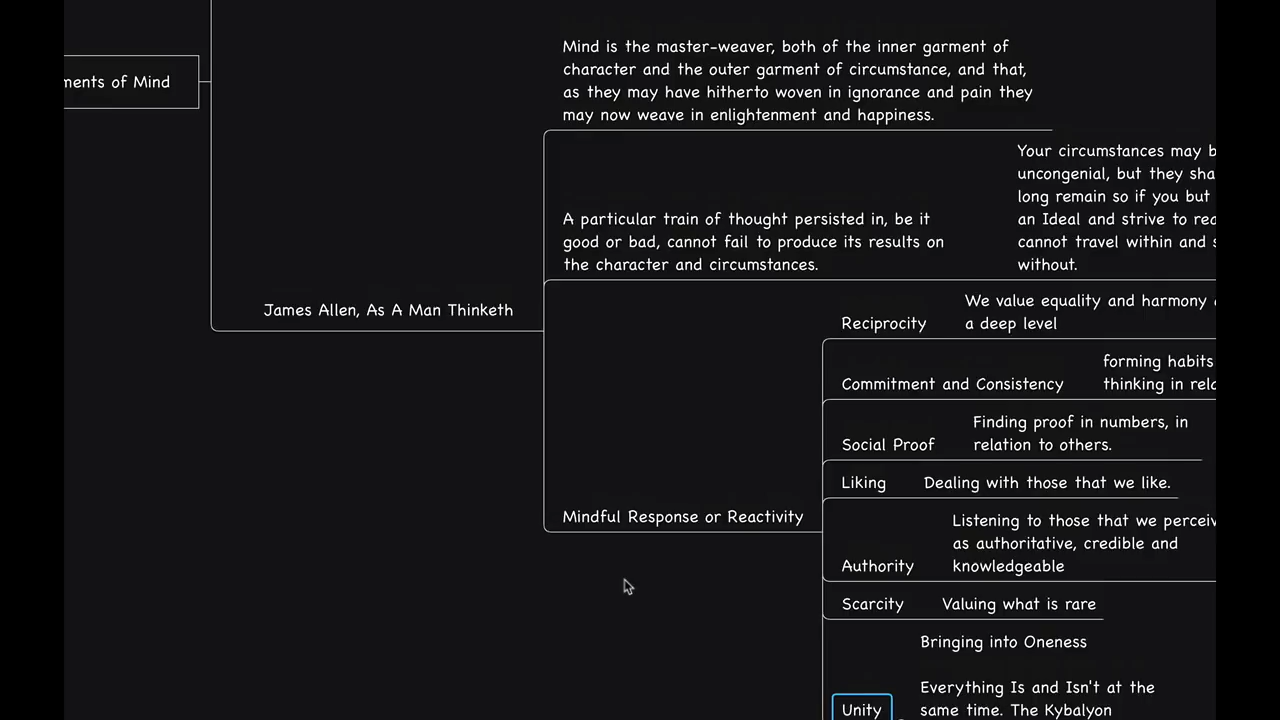 ments of Mind
Mind is the master-weaver, both of the inner garment of
character and the outer garment of circumstance, and that,
as they may have hitherto woven in ignorance and pain they
may now weave in enlightenment and happiness.
A particular train of thought persisted in, be it
good or bad, cannot fail to produce its results on
the character and circumstances.
Your circumstances may b
uncongenial, but they sha
long remain so if you but
an Ideal and strive to rea
cannot travel within and s
without.
James Allen, As A Man Thinketh
Mindful Response or Reactivity
Reciprocity
We value equality and harmony
a deep level
Commitment and Consistency
forming habits
thinking in rela
Social Proof
Finding proof in numbers, in
relation to others.
Liking
Dealing with those that we like.
Authority
Listening to those that we perceiv
as authoritative, credible and
knowledgeable
Scarcity
Valuing what is rare
Unity
Bringing into Oneness
Everything Is and Isn't at the
same time. The Kybalyon